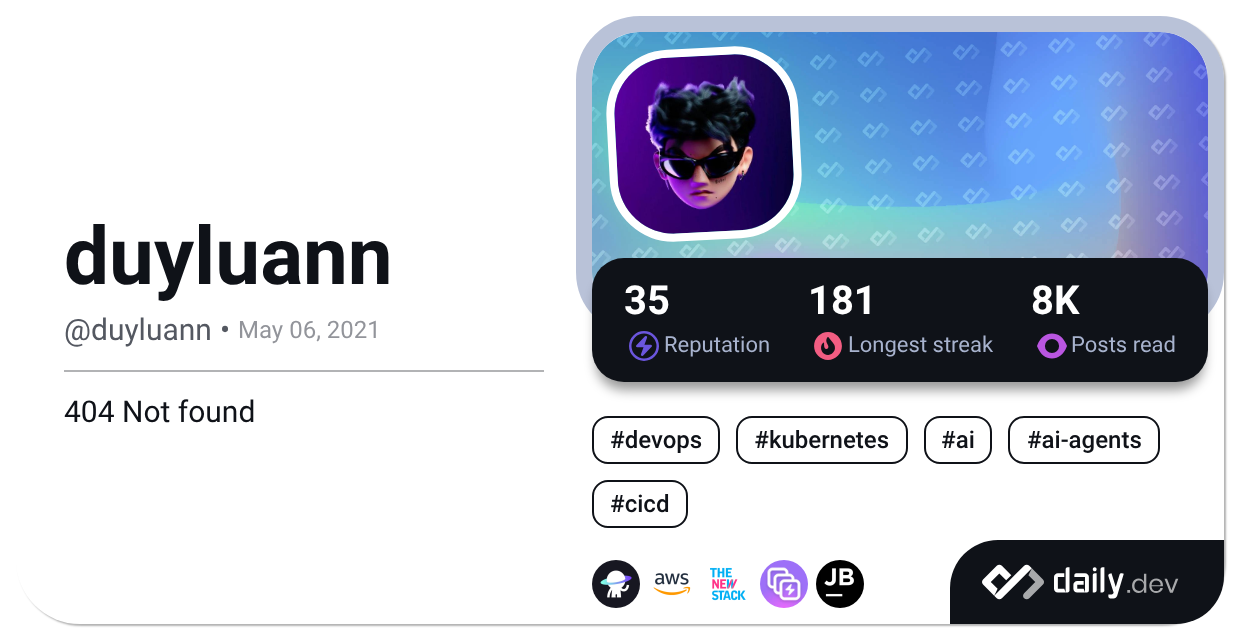 duyluann
@duyluann • May 06, 2021
404 Not found
35 181 8K
Reputation Longest streak Posts read
#devops #kubernetes #ai #ai-agents
#cicd
aws THE NEW STACK JB
daily.dev